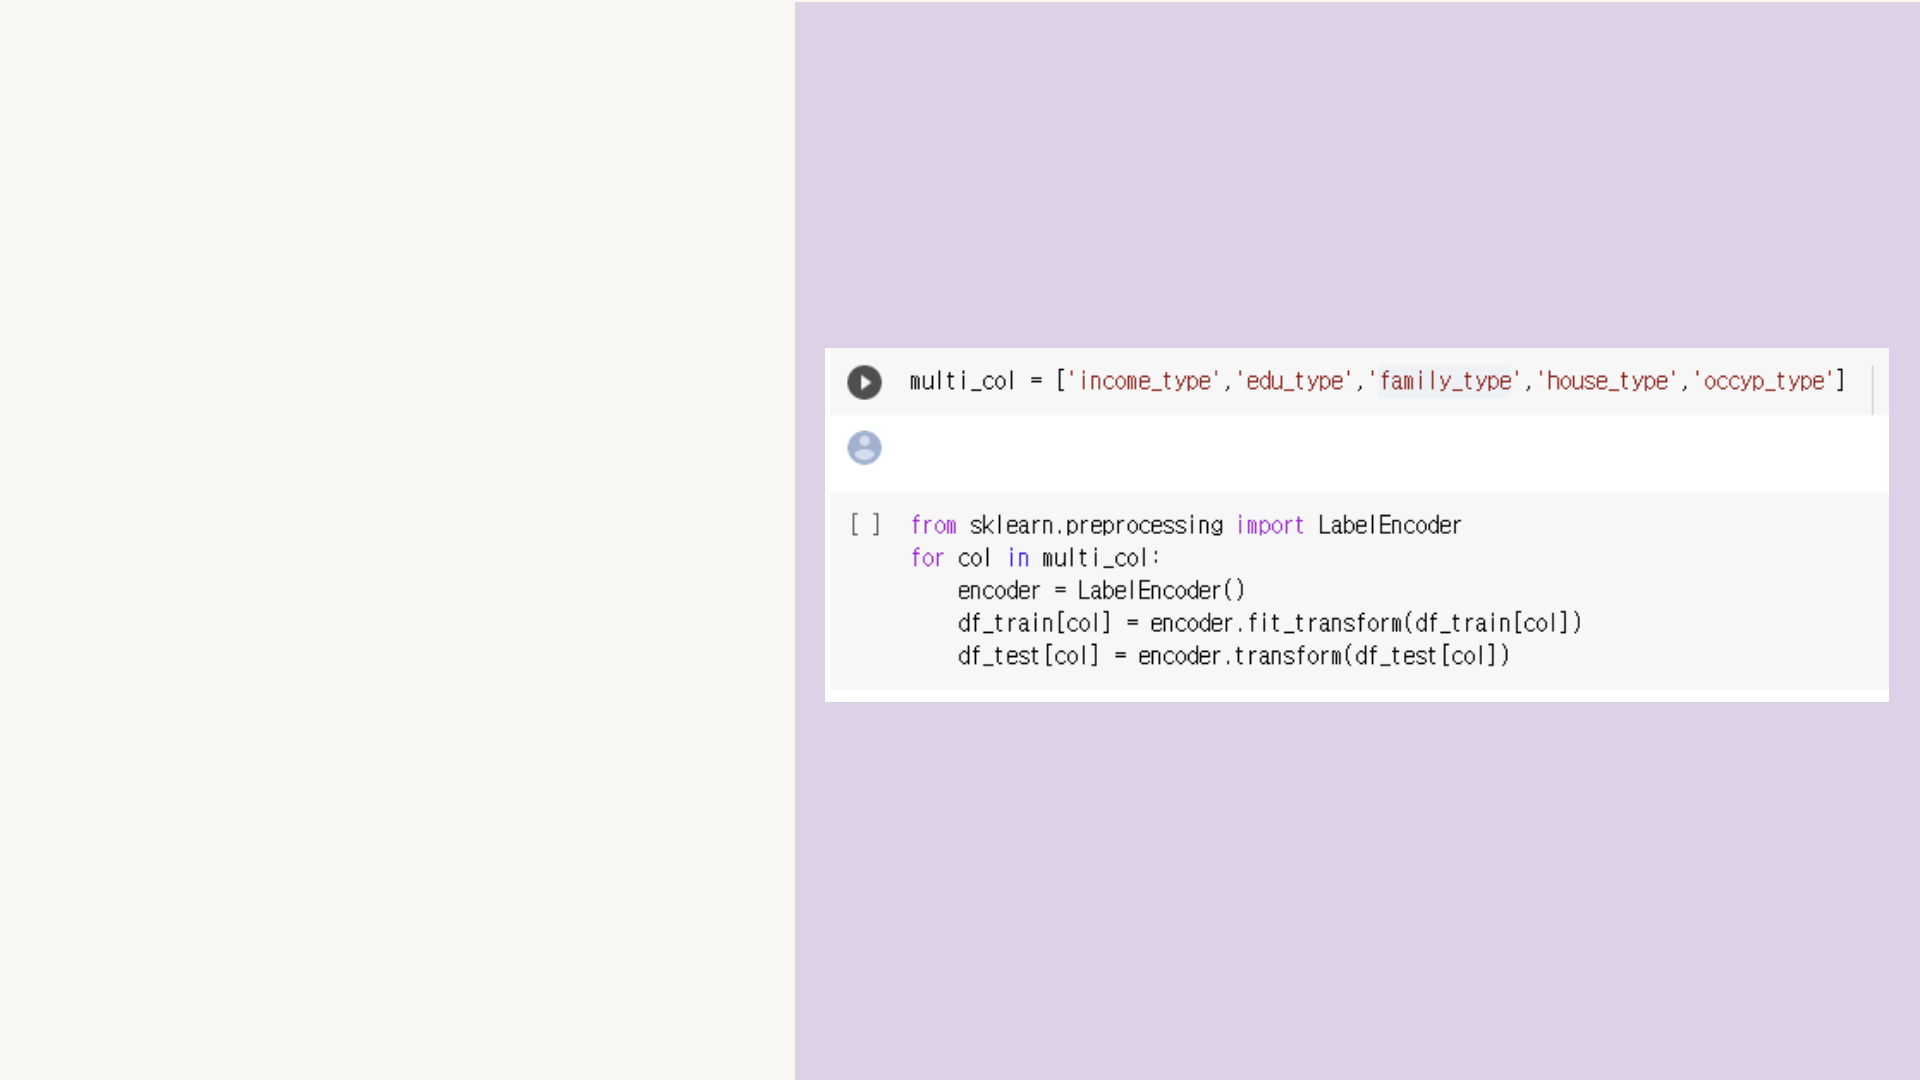 multi_col = ['income_type','edu_type','family_type','house_type','occyp_type']
[ ] from sklearn.preprocessing import LabelEncoder
for col in multi_col:
    encoder = LabelEncoder()
    df_train[col] = encoder.fit_transform(df_train[col])
    df_test[col] = encoder.transform(df_test[col])